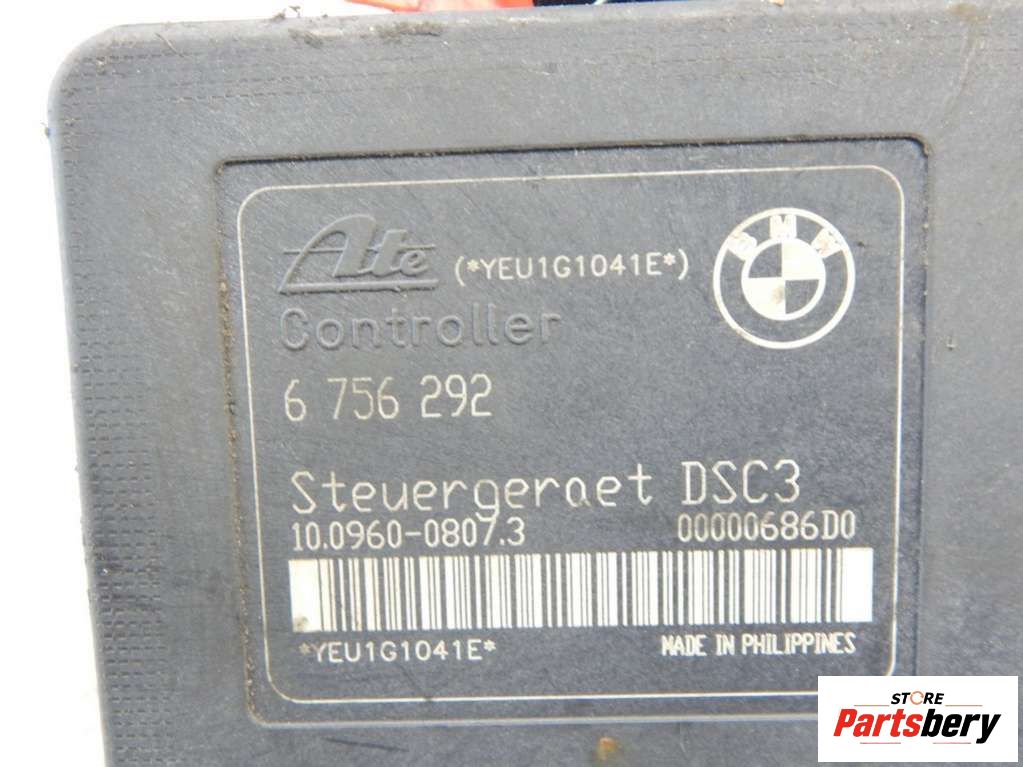 Ate (*YEU1G1041E*)
BMW
Controller
6 756 292
Steuergeraet DSC3
10.0960-0807.3 00000686D0
*YEU1G1041E* MADE IN PHILIPPINES
STORE
Partsbery